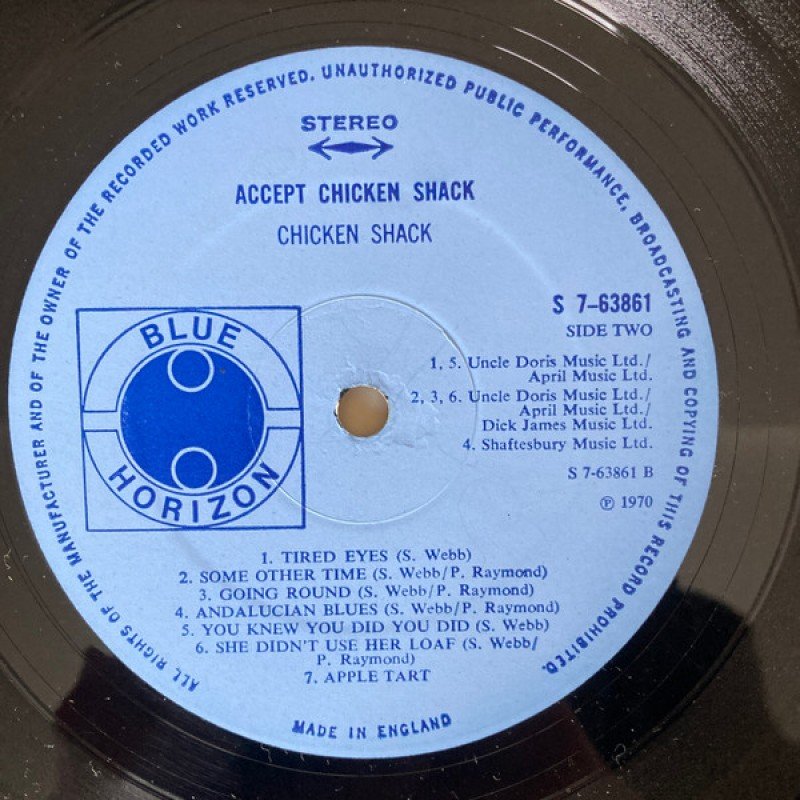 ALL RIGHTS OF THE MANUFACTURER AND OF THE OWNER OF THE RECORDED WORK RESERVED. UNAUTHORIZED PUBLIC PERFORMANCE, BROADCASTING AND COPYING OF THIS RECORD PROHIBITED.
STEREO
ACCEPT CHICKEN SHACK
CHICKEN SHACK
BLUE
HORIZON
S 7-63861
SIDE TWO
1, 5. Uncle Doris Music Ltd./
April Music Ltd.
2, 3, 6. Uncle Doris Music Ltd./
April Music Ltd./
Dick James Music Ltd.
4. Shaftesbury Music Ltd.
S 7-63861 B
℗ 1970
1. TIRED EYES (S. Webb)
2. SOME OTHER TIME (S. Webb/P. Raymond)
3. GOING ROUND (S. Webb/P. Raymond)
4. ANDALUCIAN BLUES (S. Webb/P. Raymond)
5. YOU KNEW YOU DID YOU DID (S. Webb)
6. SHE DIDN'T USE HER LOAF (S. Webb/
P. Raymond)
7. APPLE TART
MADE IN ENGLAND